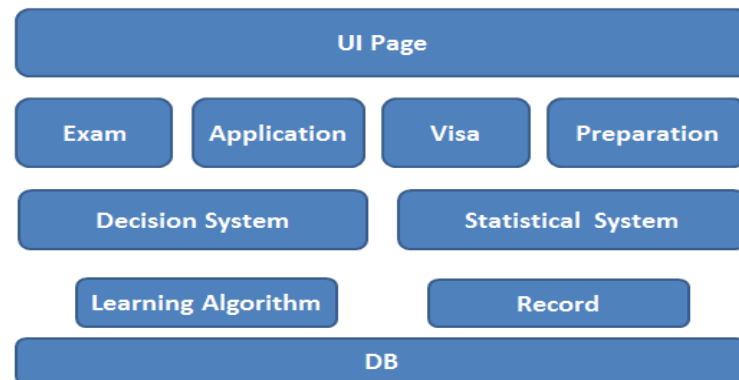 UI Page
Exam
Application
Visa
Preparation
Decision System
Statistical System
Learning Algorithm
Record
DB